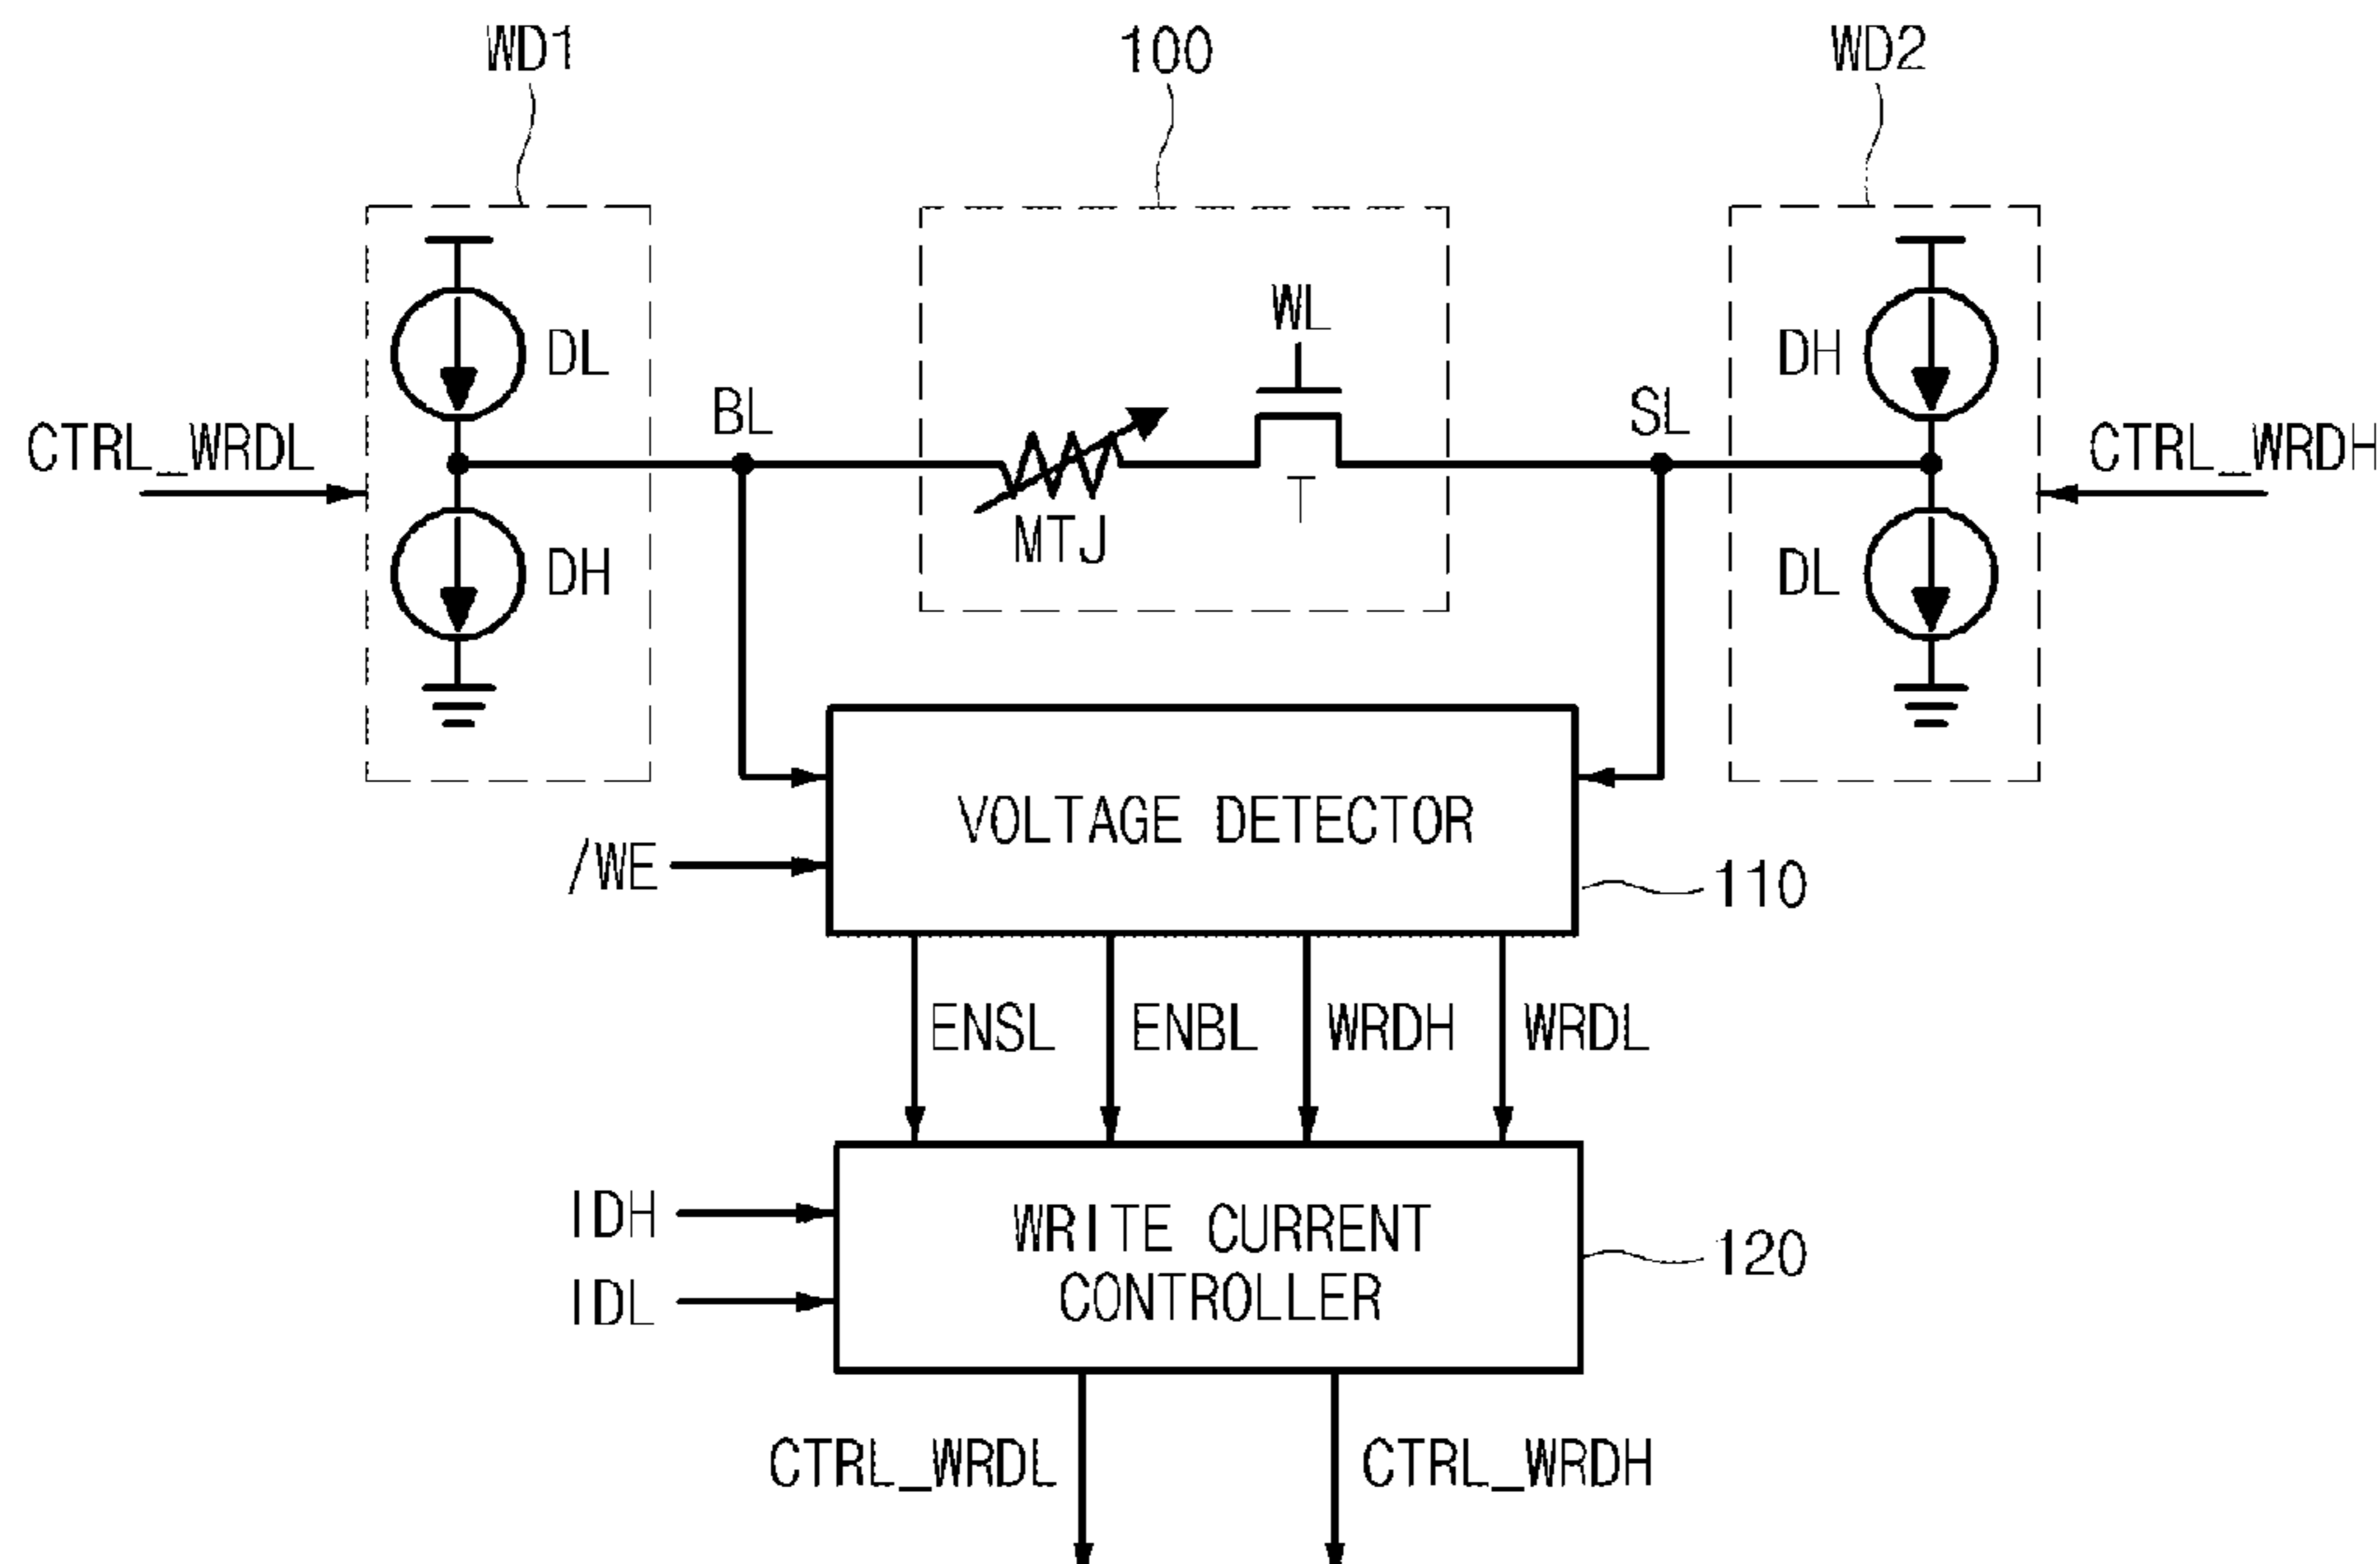 WD1
100
WD2
WL
DL
DH
BL
SL
CTRL_WRDL
CTRL_WRDH
T
MTJ
DH
DL
VOLTAGE DETECTOR
/WE
110
ENSL
ENBL
WRDH
WRDL
IDH
WRITE CURRENT
CONTROLLER
120
IDL
CTRL_WRDL
CTRL_WRDH